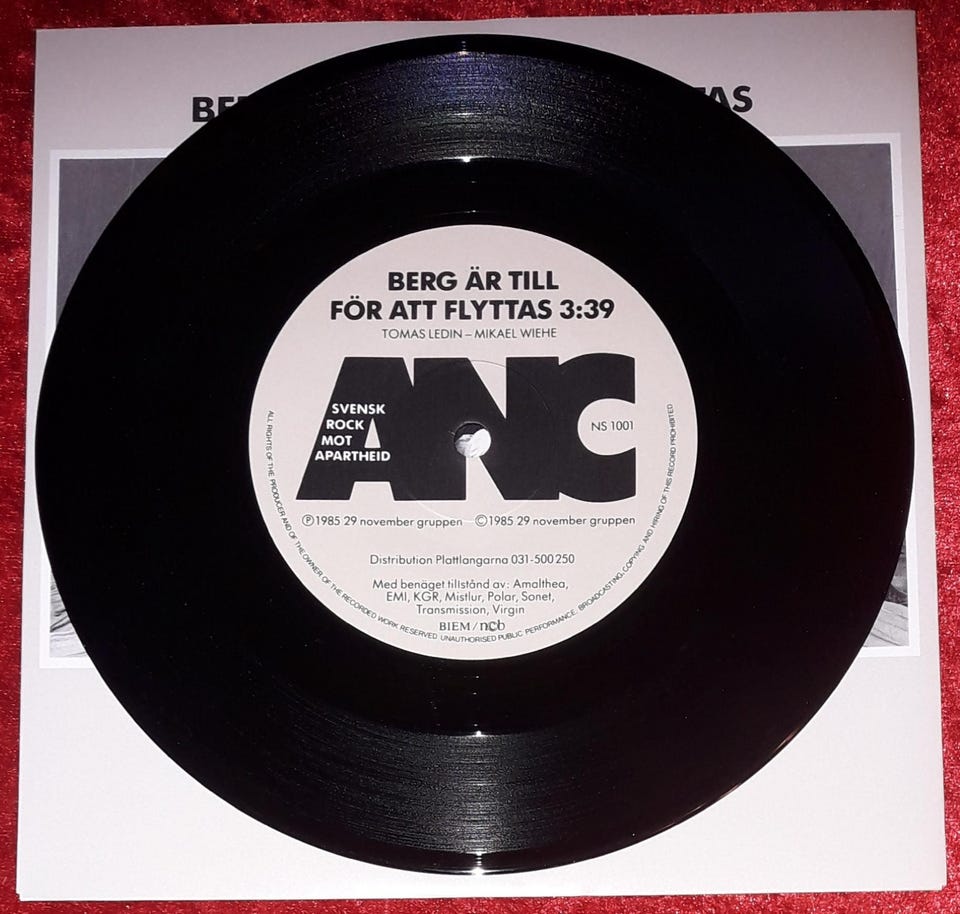 BERG ÄR TILL
FÖR ATT FLYTTAS 3:39
TOMAS LEDIN – MIKAEL WIEHE
ANC
SVENSK
ROCK
MOT
APARTHEID
NS 1001
Ⓟ1985 29 november gruppen ©1985 29 november gruppen
Distribution Plattlangarna 031-500 250
Med benäget tillstånd av: Amalthea,
EMI, KGR, Mistlur, Polar, Sonet,
Transmission, Virgin
BIEM/ncb
ALL RIGHTS OF THE PRODUCER AND OF THE OWNER OF THE RECORDED WORK RESERVED. UNAUTHORISED PUBLIC PERFORMANCE, BROADCASTING, COPYING AND HIRING OF THIS RECORD PROHIBITED